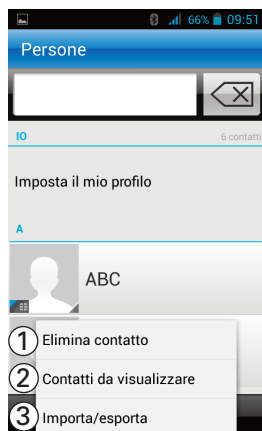 66% 09:51
Persone
IO 6 contatti
Imposta il mio profilo
A
ABC
1 Elimina contatto
2 Contatti da visualizzare
3 Importa/esporta